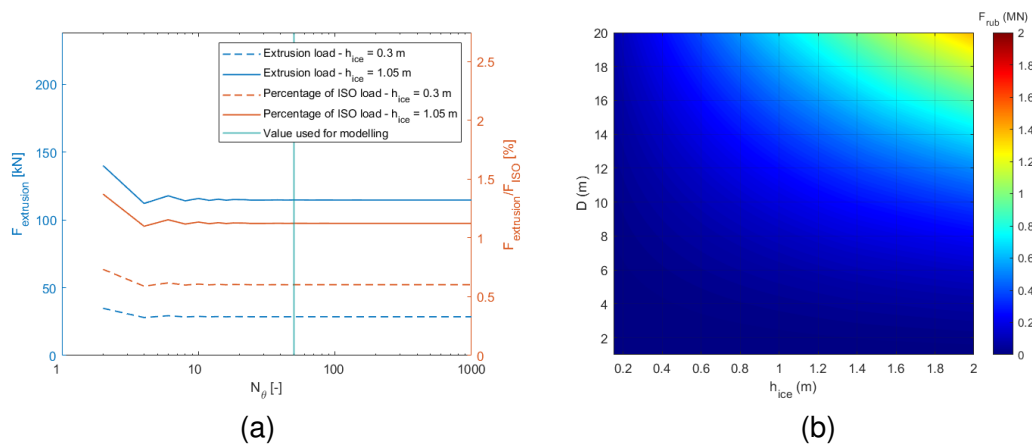 Extrusion load - h_ice = 0.3 m
Extrusion load - h_ice = 1.05 m
Percentage of ISO load - h_ice = 0.3 m
Percentage of ISO load - h_ice = 1.05 m
Value used for modelling
F_extrusion [kN]
200
150
100
50
0
F_extrusion/F_ISO [%]
2.5
2
1.5
1
0.5
0
1 10 100 1000
N_θ [-]
(a)
F_rub (MN)
D (m)
20
18
16
14
12
10
8
6
4
2
0.2 0.4 0.6 0.8 1 1.2 1.4 1.6 1.8 2
h_ice (m)
2
1.8
1.6
1.4
1.2
1
0.8
0.6
0.4
0.2
0
(b)